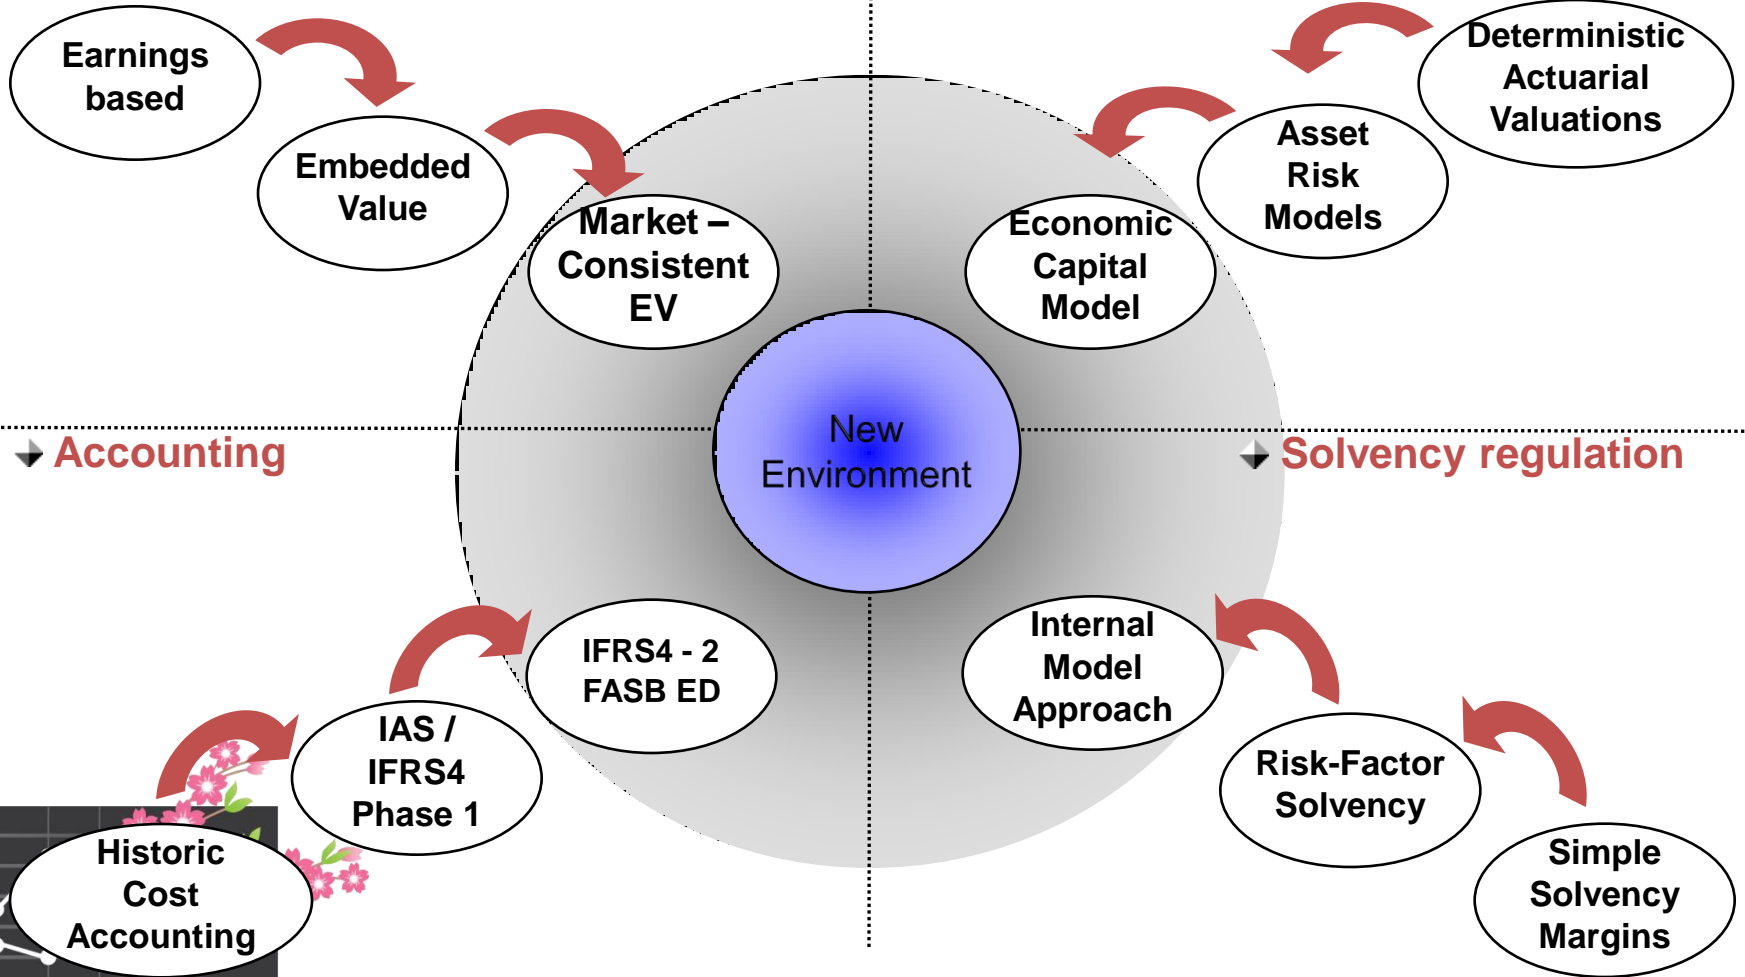 Earnings
based
Embedded
Value
Market –
Consistent
EV
Deterministic
Actuarial
Valuations
Asset
Risk
Models
Economic
Capital
Model
New
Environment
Accounting
Solvency regulation
IFRS4 - 2
FASB ED
IAS /
IFRS4
Phase 1
Historic
Cost
Accounting
Internal
Model
Approach
Risk-Factor
Solvency
Simple
Solvency
Margins